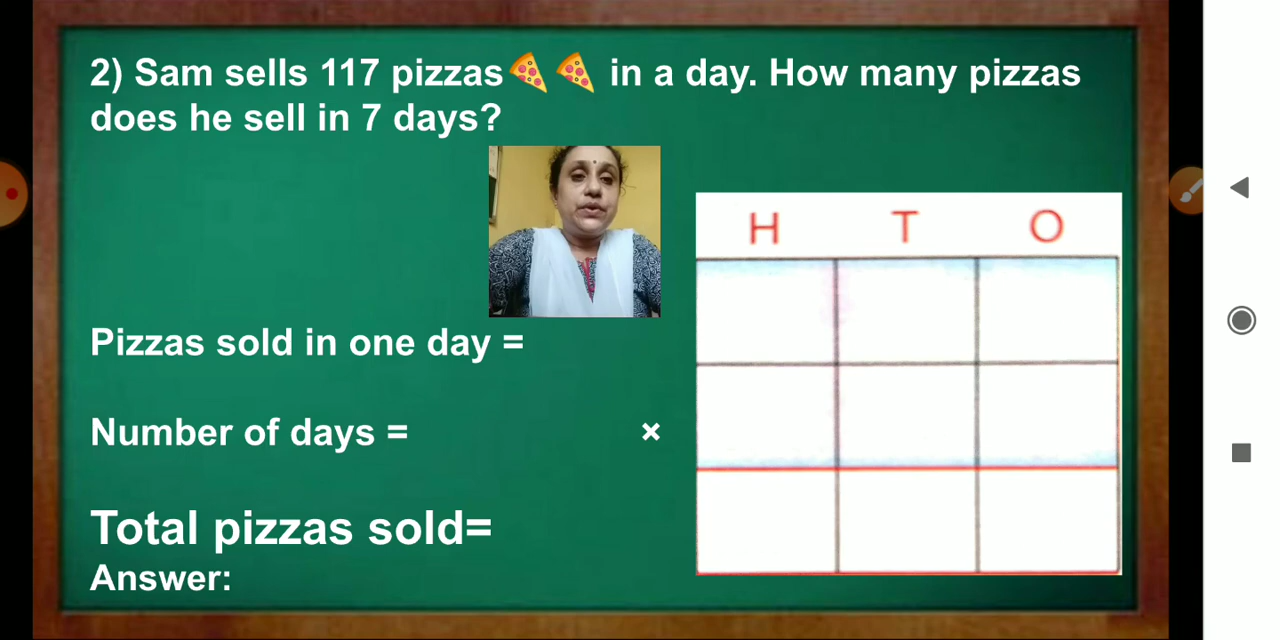 2) Sam sells 117 pizzas🍕🍕 in a day. How many pizzas
does he sell in 7 days?
H T O
Pizzas sold in one day =
Number of days = ×
Total pizzas sold=
Answer: